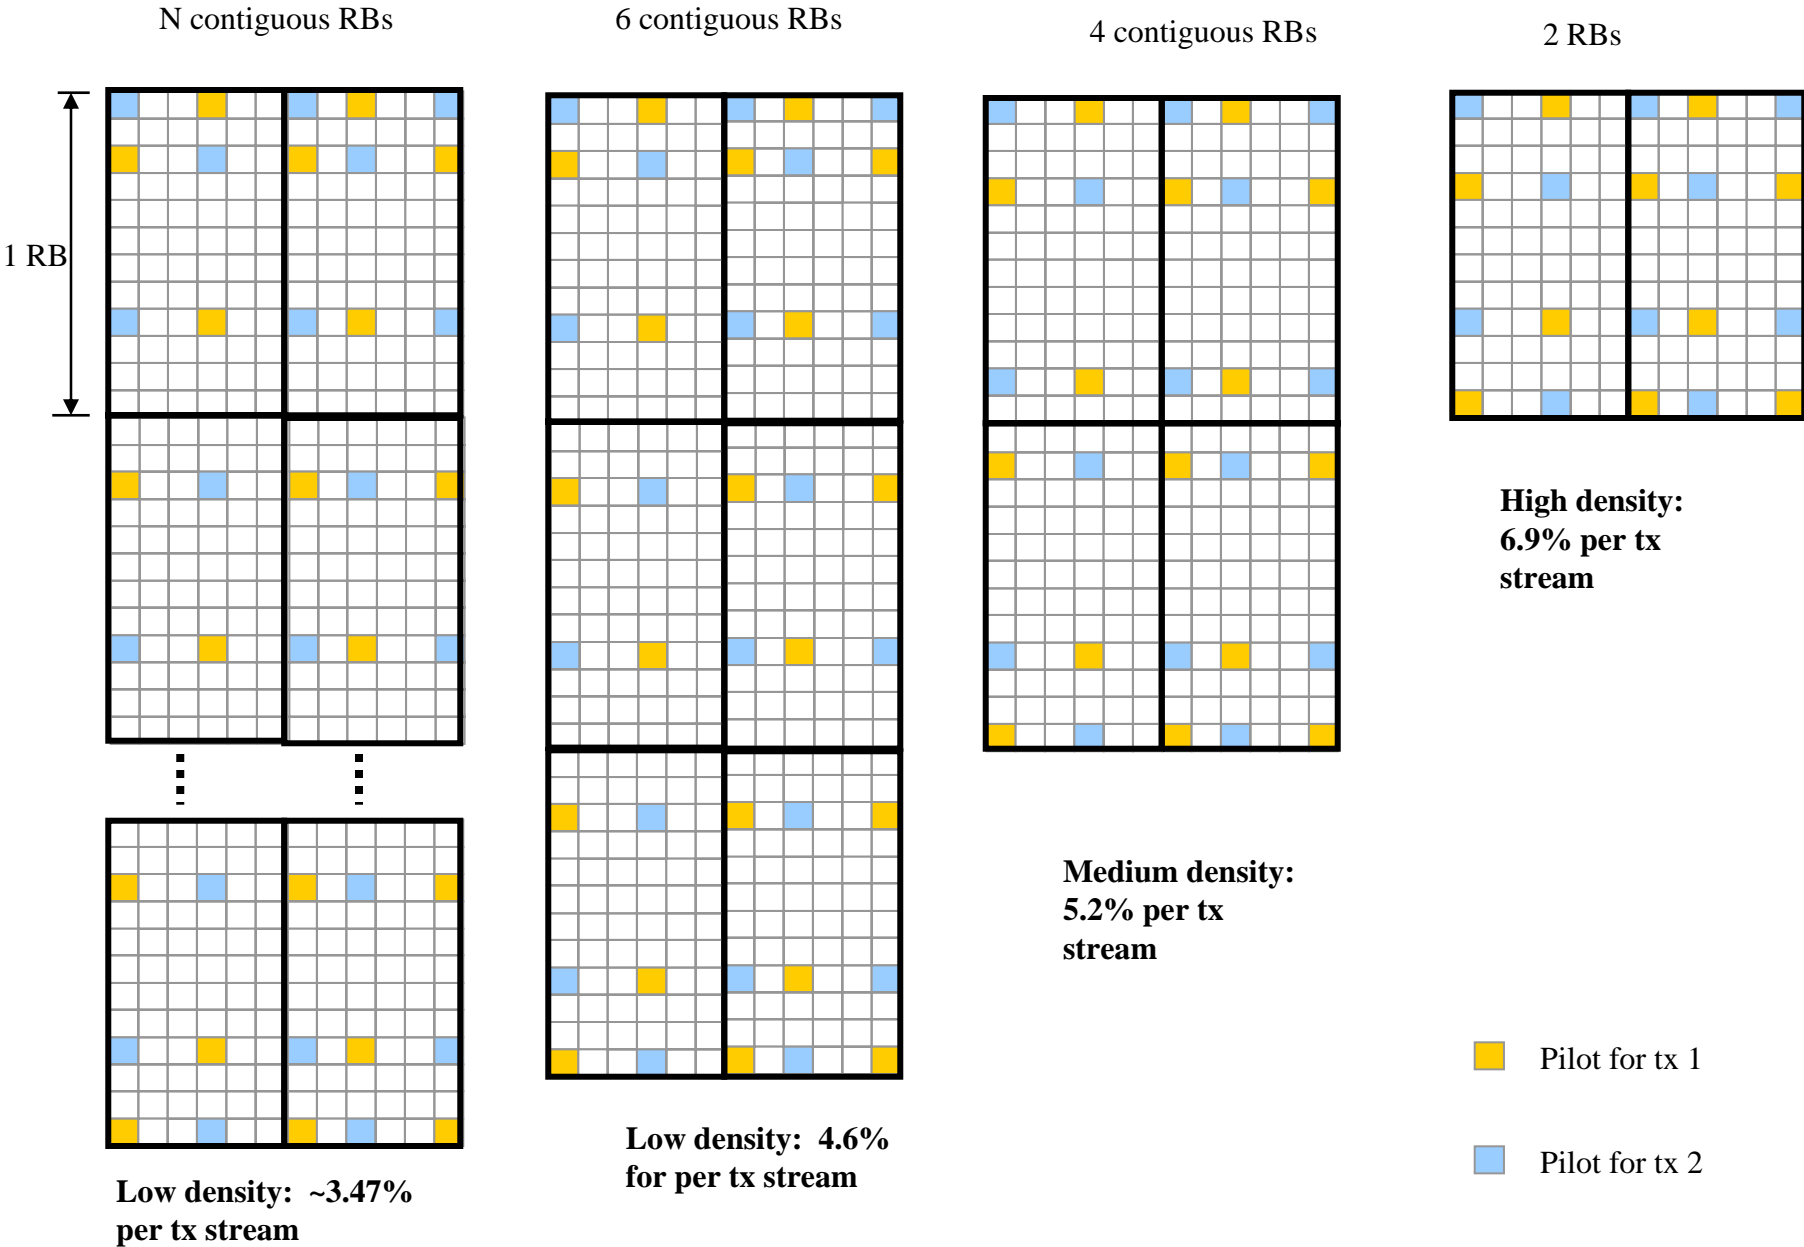 N contiguous RBs
6 contiguous RBs
4 contiguous RBs
2 RBs
1 RB
High density:
6.9% per tx
stream
Medium density:
5.2% per tx
stream
Pilot for tx 1
Pilot for tx 2
Low density:  4.6%
for per tx stream
Low density:  ~3.47%
per tx stream